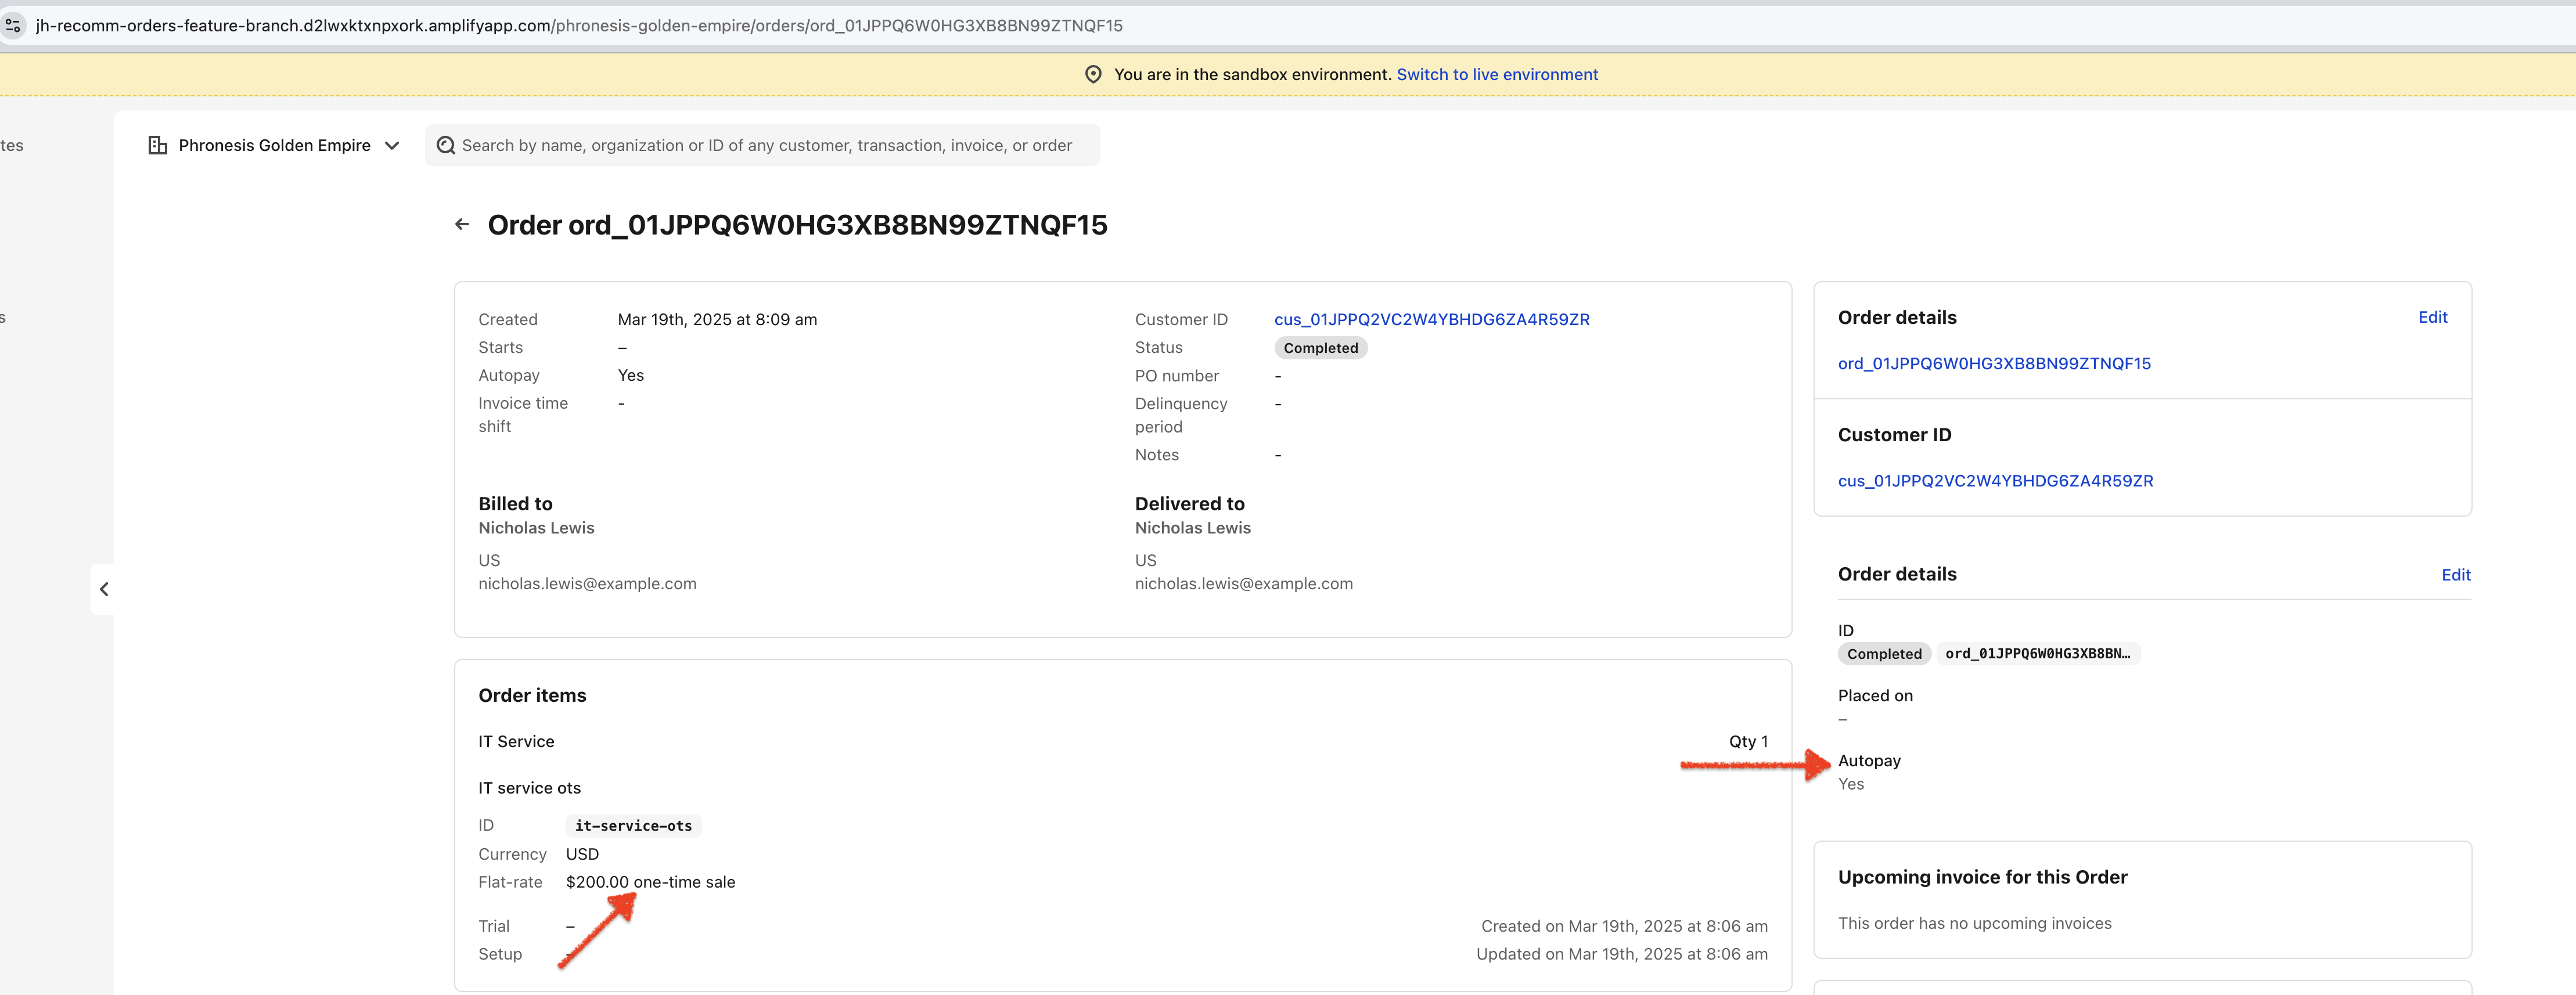 jh-recomm-orders-feature-branch.d2lwxktxnpxork.amplifyapp.com/phronesis-golden-empire/orders/ord_01JPPQ6W0HG3XB8BN99ZTNQF15
You are in the sandbox environment. Switch to live environment
tes
Phronesis Golden Empire
Search by name, organization or ID of any customer, transaction, invoice, or order
Order ord_01JPPQ6W0HG3XB8BN99ZTNQF15
s
Created Mar 19th, 2025 at 8:09 am
Starts –
Autopay Yes
Invoice time shift -
Customer ID cus_01JPPQ2VC2W4YBHDG6ZA4R59ZR
Status Completed
PO number -
Delinquency period -
Notes -
Billed to
Nicholas Lewis
US
nicholas.lewis@example.com
Delivered to
Nicholas Lewis
US
nicholas.lewis@example.com
Order items
IT Service Qty 1
IT service ots
ID it-service-ots
Currency USD
Flat-rate $200.00 one-time sale
Trial – Created on Mar 19th, 2025 at 8:06 am
Setup - Updated on Mar 19th, 2025 at 8:06 am
Order details Edit
ord_01JPPQ6W0HG3XB8BN99ZTNQF15
Customer ID
cus_01JPPQ2VC2W4YBHDG6ZA4R59ZR
Order details Edit
ID
Completed ord_01JPPQ6W0HG3XB8BN…
Placed on
–
Autopay
Yes
Upcoming invoice for this Order
This order has no upcoming invoices